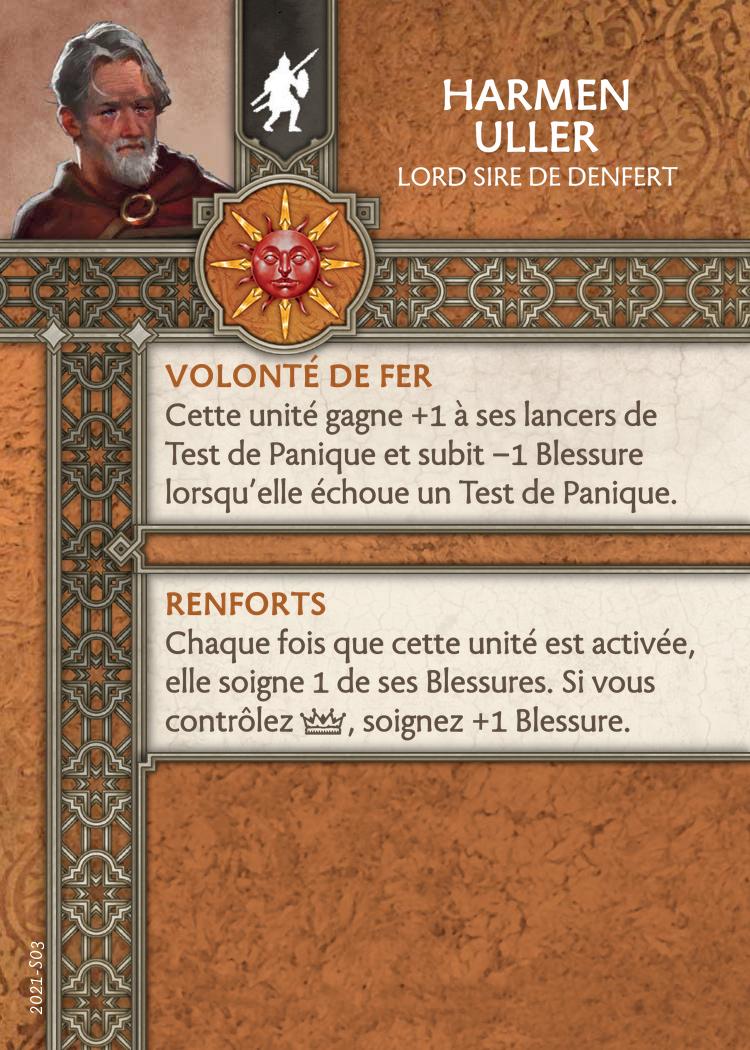 HARMEN
ULLER
LORD SIRE DE DENFERT
VOLONTÉ DE FER
Cette unité gagne +1 à ses lancers de
Test de Panique et subit −1 Blessure
lorsqu'elle échoue un Test de Panique.
RENFORTS
Chaque fois que cette unité est activée,
elle soigne 1 de ses Blessures. Si vous
contrôlez , soignez +1 Blessure.
2021-S03